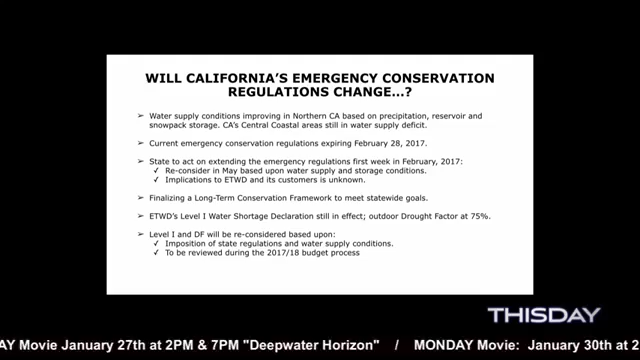 WILL CALIFORNIA'S EMERGENCY CONSERVATION
REGULATIONS CHANGE...?
➢ Water supply conditions improving in Northern CA based on precipitation, reservoir and
snowpack storage. CA's Central Coastal areas still in water supply deficit.
➢ Current emergency conservation regulations expiring February 28, 2017.
➢ State to act on extending the emergency regulations first week in February, 2017:
✓ Re-consider in May based upon water supply and storage conditions.
✓ Implications to ETWD and its customers is unknown.
➢ Finalizing a Long-Term Conservation Framework to meet statewide goals.
➢ ETWD's Level I Water Shortage Declaration still in effect; outdoor Drought Factor at 75%.
➢ Level I and DF will be re-considered based upon:
✓ Imposition of state regulations and water supply conditions.
✓ To be reviewed during the 2017/18 budget process
THISDAY
AY Movie January 27th at 2PM & 7PM "Deepwater Horizon" / MONDAY Movie: January 30th at 2